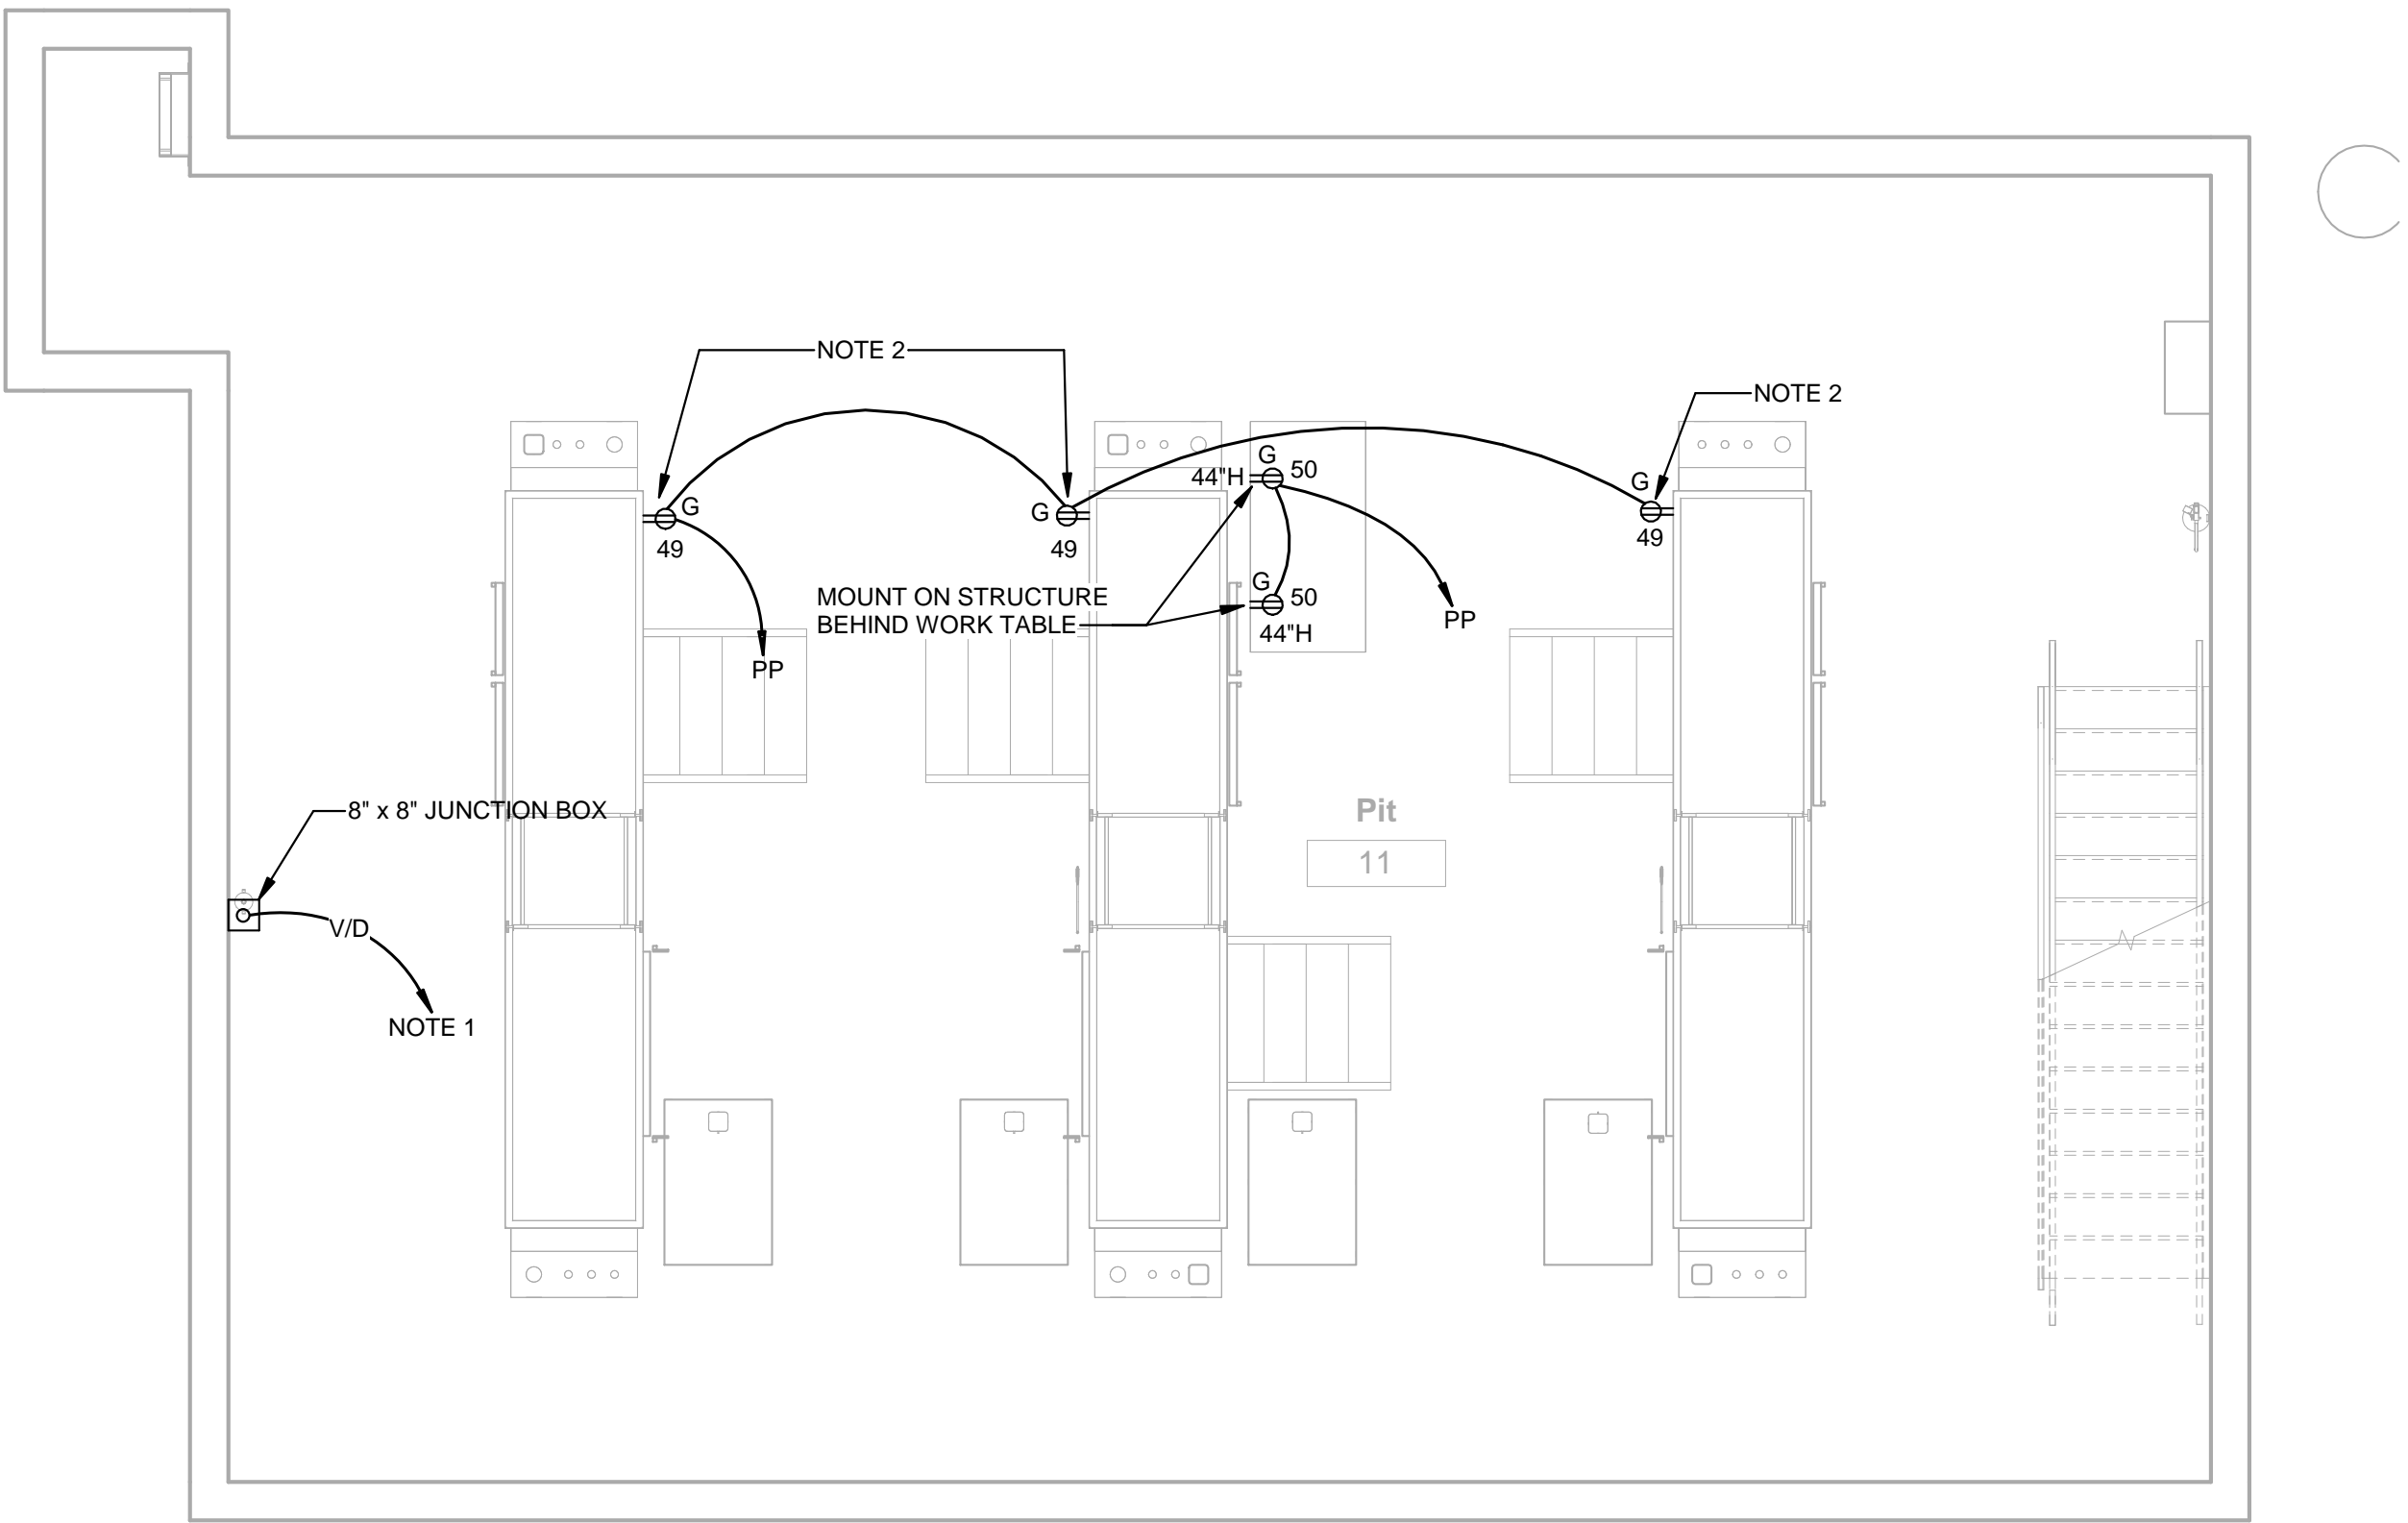 NOTE 2
NOTE 2
G
50
44"H
G
G
G
49
49
49
G
50
MOUNT ON STRUCTURE
BEHIND WORK TABLE
44"H
PP
PP
Pit
11
8" x 8" JUNCTION BOX
V/D
NOTE 1